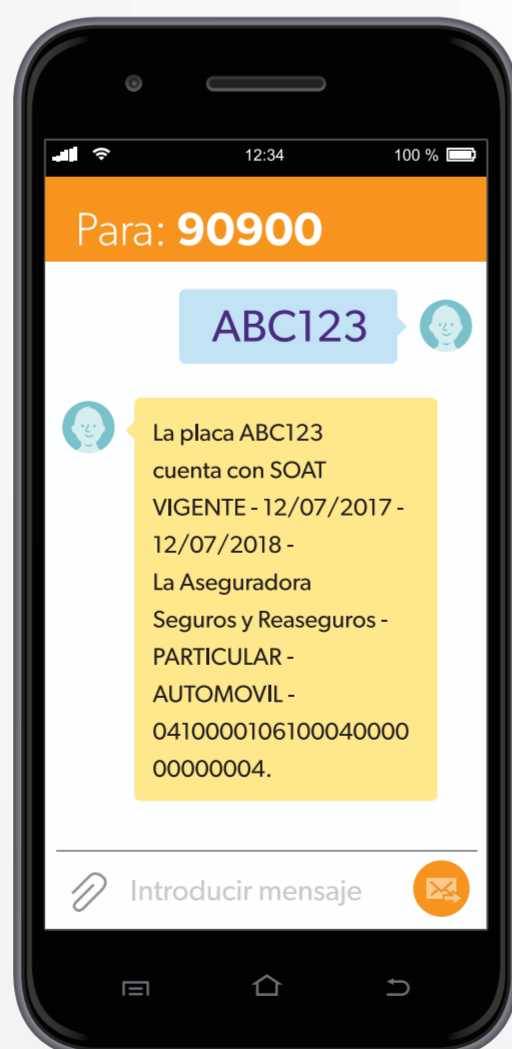 12:34 100 %
Para: 90900
ABC123
La placa ABC123
cuenta con SOAT
VIGENTE - 12/07/2017 -
12/07/2018 -
La Aseguradora
Seguros y Reaseguros -
PARTICULAR -
AUTOMOVIL -
0410000106100040000
00000004.
Introducir mensaje